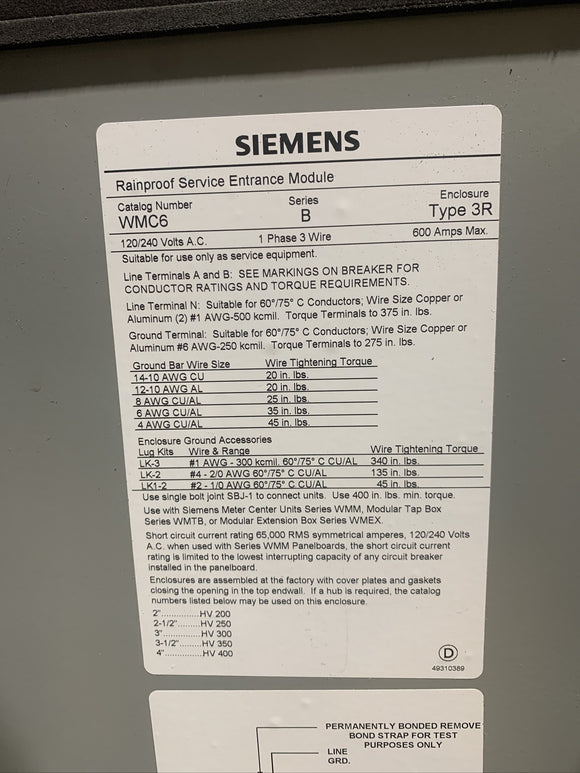 SIEMENS
Rainproof Service Entrance Module
Catalog Number Series Enclosure
WMC6 B Type 3R
120/240 Volts A.C. 1 Phase 3 Wire 600 Amps Max.
Suitable for use only as service equipment.
Line Terminals A and B: SEE MARKINGS ON BREAKER FOR
CONDUCTOR RATINGS AND TORQUE REQUIREMENTS.
Line Terminal N: Suitable for 60°/75° C Conductors; Wire Size Copper or
Aluminum (2) #1 AWG-500 kcmil. Torque Terminals to 375 in. lbs.
Ground Terminal: Suitable for 60°/75° C Conductors; Wire Size Copper or
Aluminum #6 AWG-250 kcmil. Torque Terminals to 275 in. lbs.
Ground Bar Wire Size Wire Tightening Torque
14-10 AWG CU 20 in. lbs.
12-10 AWG AL 20 in. lbs.
8 AWG CU/AL 25 in. lbs.
6 AWG CU/AL 35 in. lbs.
4 AWG CU/AL 45 in. lbs.
Enclosure Ground Accessories
Lug Kits Wire & Range Wire Tightening Torque
LK-3 #1 AWG - 300 kcmil. 60°/75° C CU/AL 340 in. lbs.
LK-2 #4 - 2/0 AWG 60°/75° C CU/AL 135 in. lbs.
LK1-2 #2 - 1/0 AWG 60°/75° C CU/AL 45 in. lbs.
Use single bolt joint SBJ-1 to connect units. Use 400 in. lbs. min. torque.
Use with Siemens Meter Center Units Series WMM, Modular Tap Box
Series WMTB, or Modular Extension Box Series WMEX.
Short circuit current rating 65,000 RMS symmetrical amperes, 120/240 Volts
A.C. when used with Series WMM Panelboards, the short circuit current
rating is limited to the lowest interrupting capacity of any circuit breaker
installed in the panelboard.
Enclosures are assembled at the factory with cover plates and gaskets
closing the opening in the top endwall. If a hub is required, the catalog
numbers listed below may be used on this enclosure.
2"...............HV 200
2-1/2"........HV 250
3"...............HV 300
3-1/2"........HV 350
4"...............HV 400
D
49310389
PERMANENTLY BONDED REMOVE
BOND STRAP FOR TEST
PURPOSES ONLY
LINE
GRD.